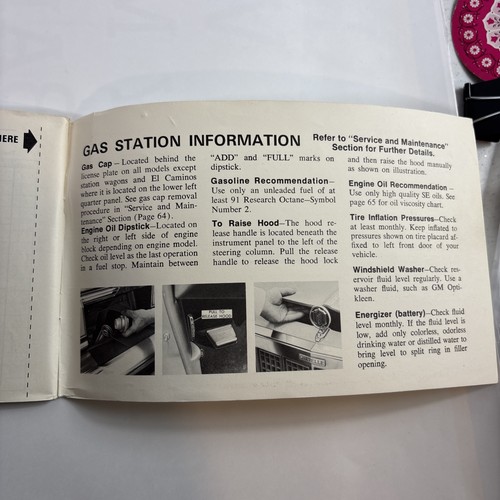 HERE
GAS STATION INFORMATION
Refer to "Service and Maintenance"
Section for Further Details.
Gas Cap – Located behind the
license plate on all models except
station wagons and El Caminos
where it is located on the lower left
quarter panel. See gas cap removal
procedure in "Service and Main-
tenance" Section (Page 64).
Engine Oil Dipstick–Located on
the right or left side of engine
block depending on engine model.
Check oil level as the last operation
in a fuel stop. Maintain between
"ADD" and "FULL" marks on
dipstick.
Gasoline Recommendation–
Use only an unleaded fuel of at
least 91 Research Octane–Symbol
Number 2.
To Raise Hood–The hood re-
lease handle is located beneath the
instrument panel to the left of the
steering column. Pull the release
handle to release the hood lock
and then raise the hood manually
as shown on illustration.
Engine Oil Recommendation –
Use only high quality SE oils. See
page 65 for oil viscosity chart.
Tire Inflation Pressures–Check
at least monthly. Keep inflated to
pressures shown on tire placard af-
fixed to left front door of your
vehicle.
Windshield Washer–Check res-
ervoir fluid level regularly. Use a
washer fluid, such as GM Opti-
kleen.
Energizer (battery)–Check fluid
level monthly. If the fluid level is
low, add only colorless, odorless
drinking water or distilled water to
bring level to split ring in filler
opening.
PULL TO
RELEASE HOOD